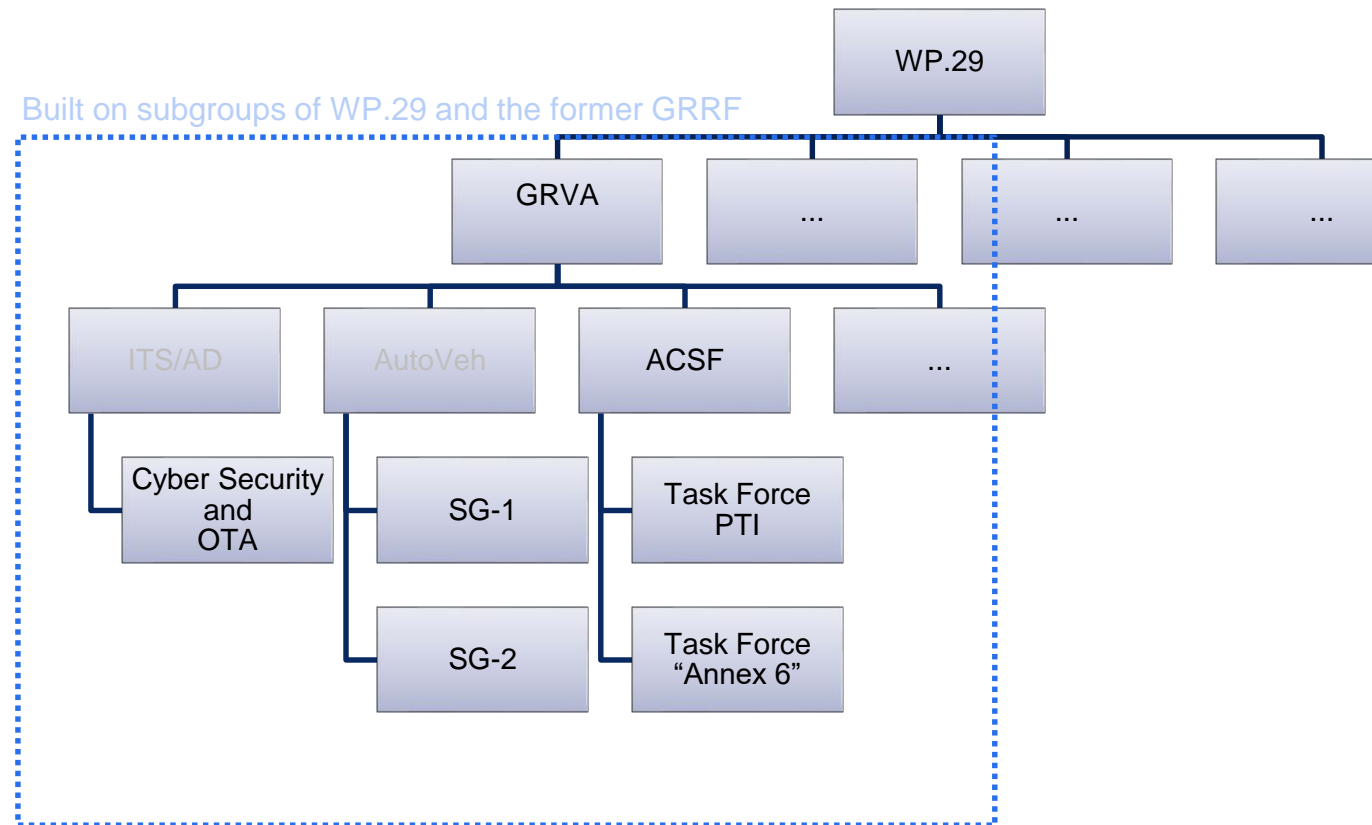 WP.29
Built on subgroups of WP.29 and the former GRRF
GRVA
...
...
...
ITS/AD
AutoVeh
ACSF
...
Cyber Security
and
OTA
SG-1
Task Force
PTI
SG-2
Task Force
“Annex 6”